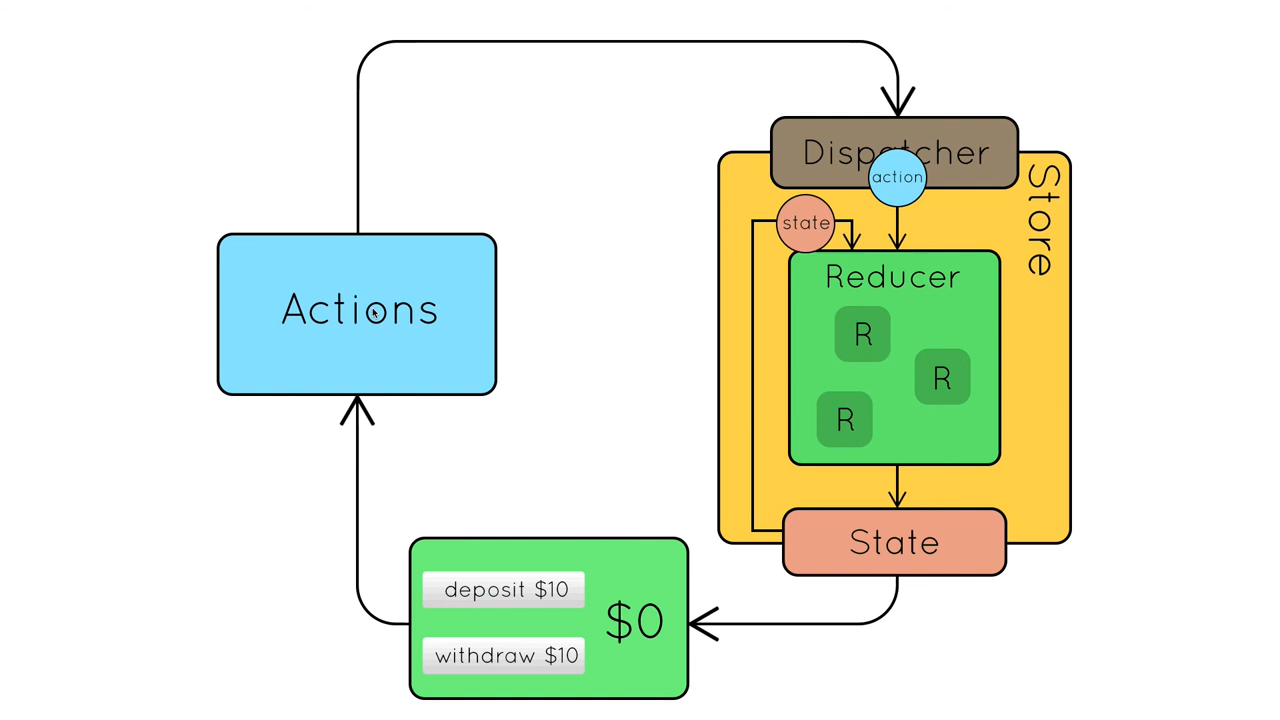 Dispatcher
action
Store
state
Reducer
R
R
R
Actions
State
deposit $10
$0
withdraw $10